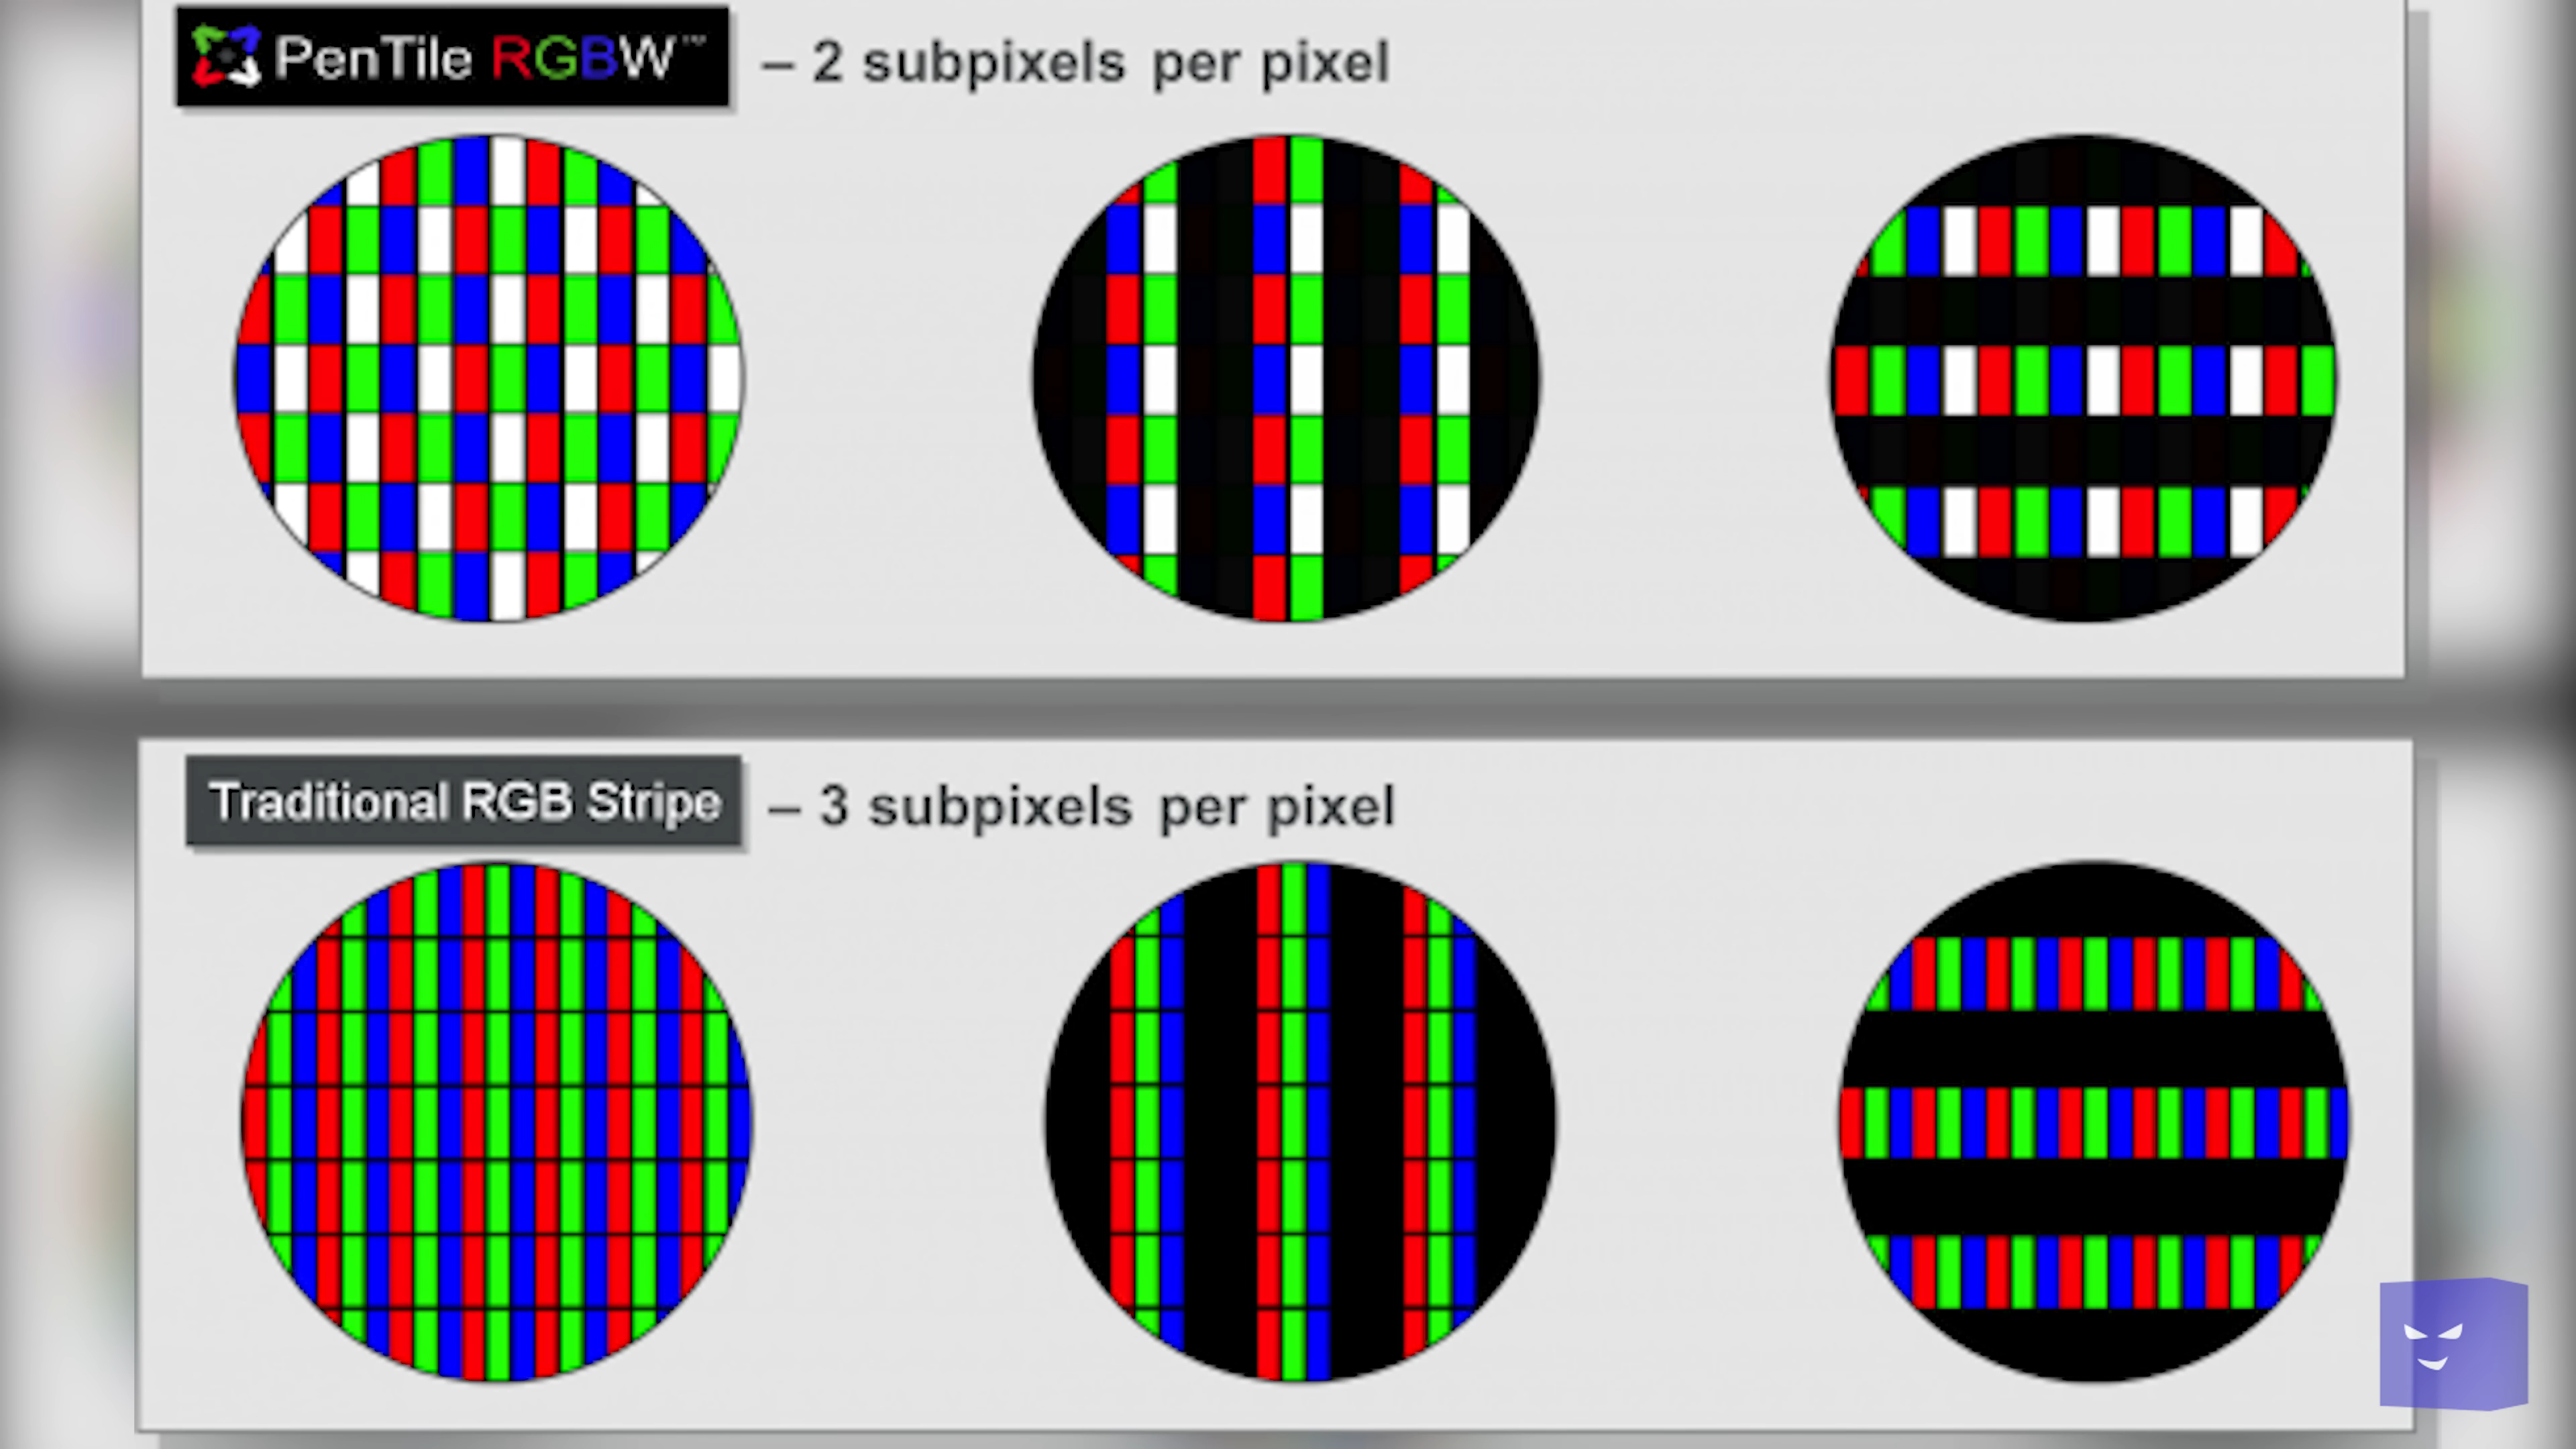 PenTile RGBW™ – 2 subpixels per pixel
Traditional RGB Stripe – 3 subpixels per pixel